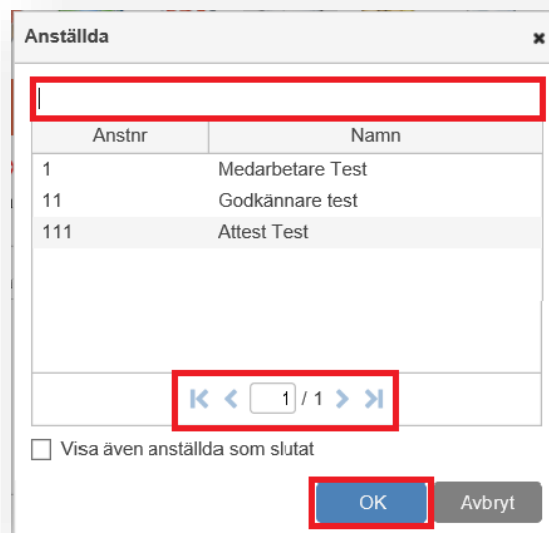 Anställda
Anstnr Namn
1 Medarbetare Test
11 Godkännare test
111 Attest Test
1 / 1
Visa även anställda som slutat
OK Avbryt